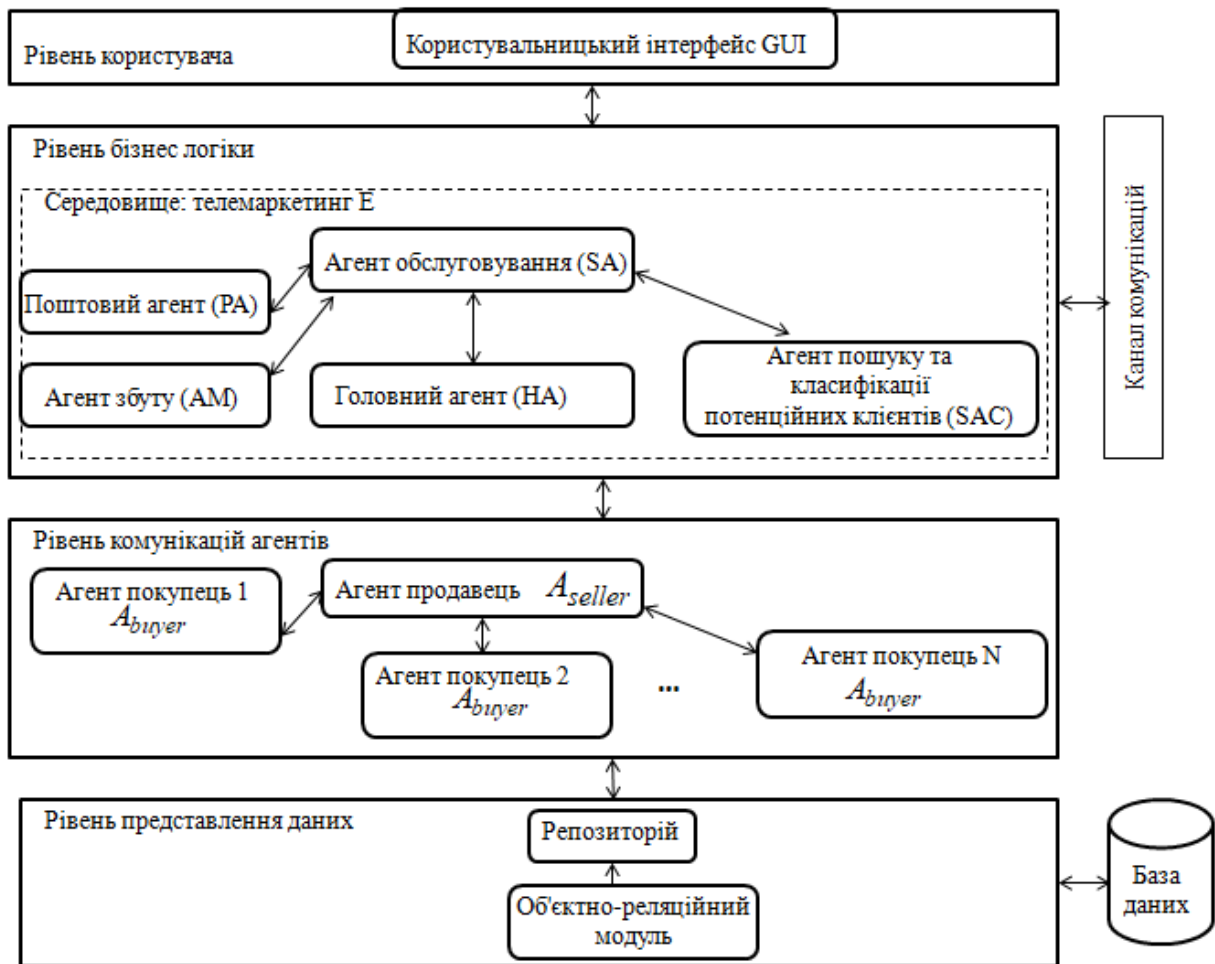 Рівень користувача
Користувальницький інтерфейс GUI
Рівень бізнес логіки
Середовище: телемаркетинг Е
Агент обслуговування (SA)
Поштовий агент (PA)
Агент збуту (AM)
Головний агент (HA)
Агент пошуку та
класифікації
потенційних клієнтів (SAC)
Канал комунікацій
Рівень комунікацій агентів
Агент покупець 1
A_buyer
Агент продавець A_seller
Агент покупець 2
A_buyer
...
Агент покупець N
A_buyer
Рівень представлення даних
Репозиторій
Об'єктно-реляційний
модуль
База
даних